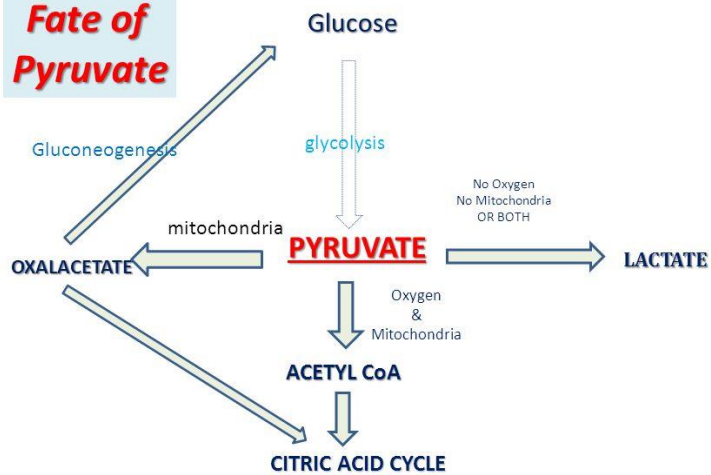 Fate of
Pyruvate
Glucose
Gluconeogenesis
glycolysis
No Oxygen
No Mitochondria
OR BOTH
mitochondria
PYRUVATE
OXALACETATE
LACTATE
Oxygen
&
Mitochondria
ACETYL CoA
CITRIC ACID CYCLE